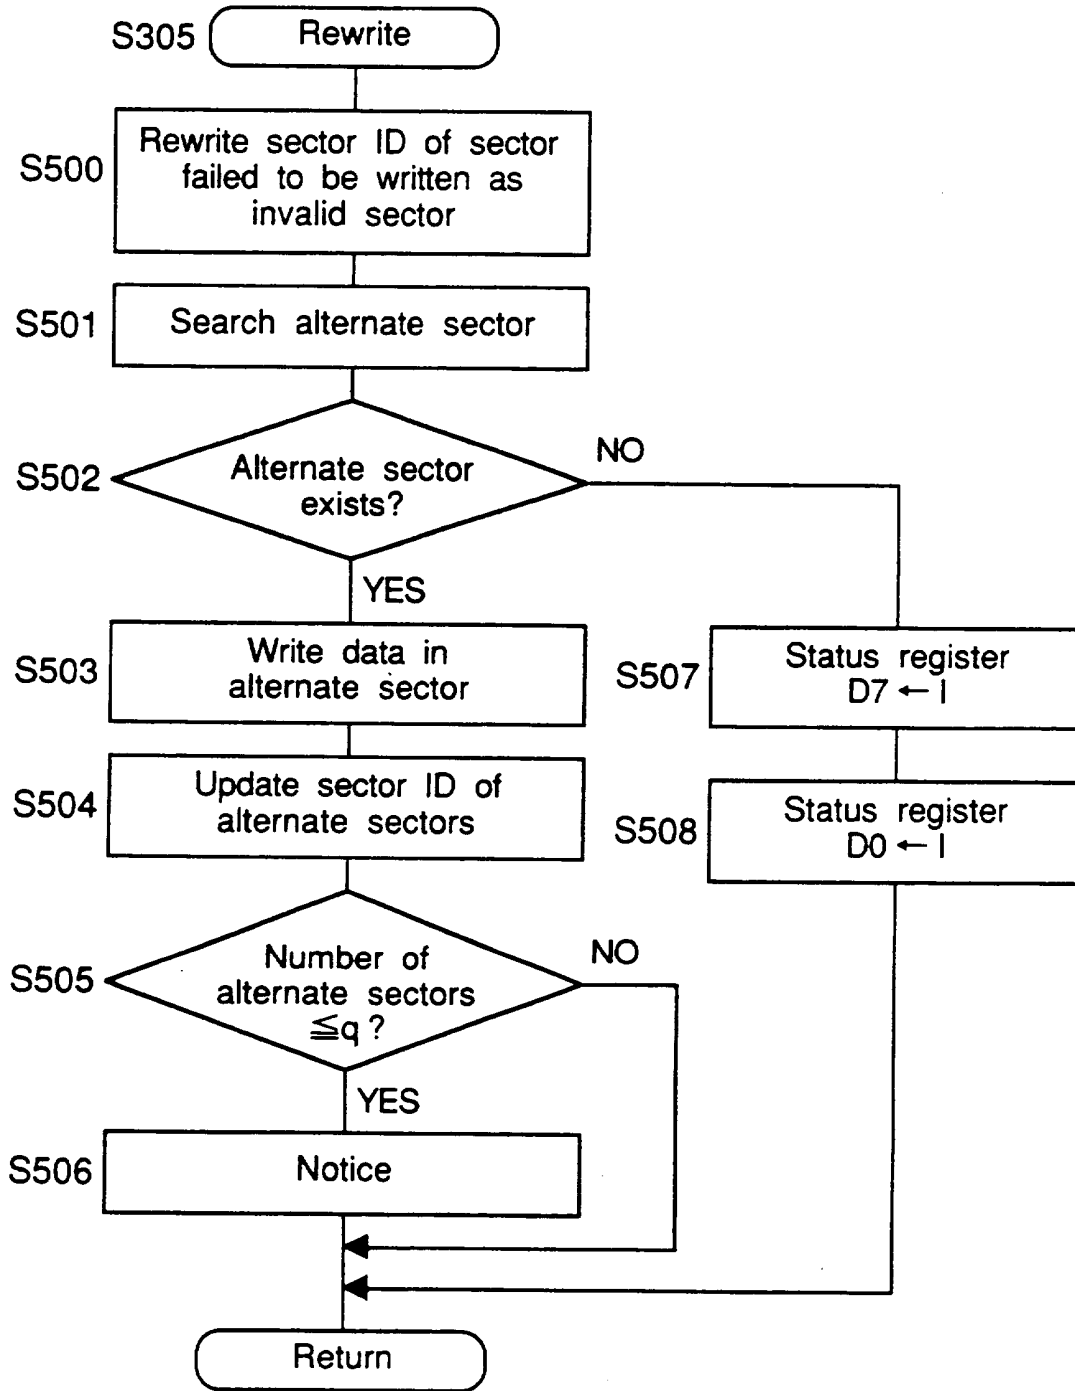 S305
Rewrite
S500
Rewrite sector ID of sector
failed to be written as
invalid sector
S501
Search alternate sector
S502
Alternate sector
exists?
NO
YES
S503
Write data in
alternate sector
S507
Status register
D7 ← I
S504
Update sector ID of
alternate sectors
S508
Status register
D0 ← I
S505
Number of
alternate sectors
≦q ?
NO
YES
S506
Notice
Return